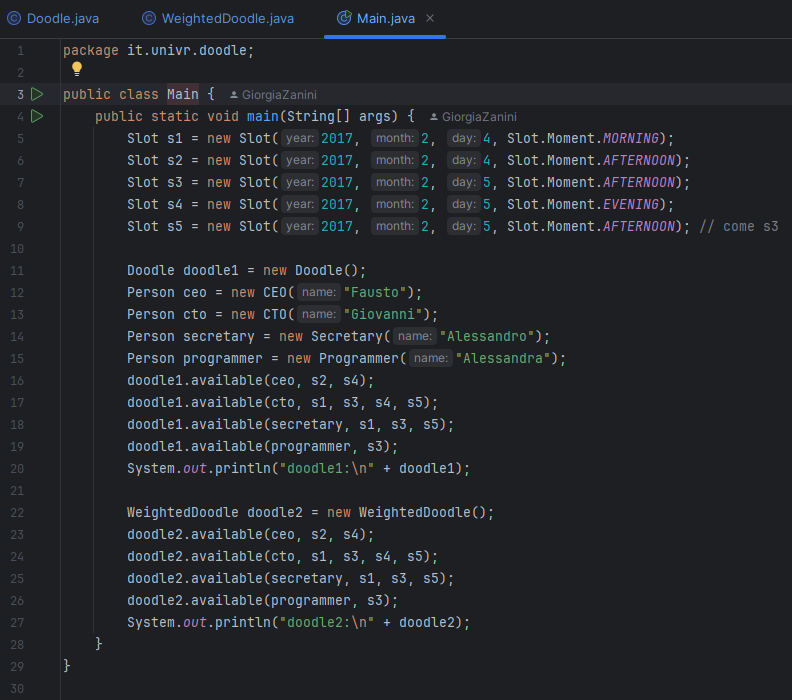 Doodle.java WeightedDoodle.java Main.java ×
1 package it.univr.doodle;
2
3 public class Main { GiorgiaZanini
4 public static void main(String[] args) { GiorgiaZanini
5 Slot s1 = new Slot( year: 2017, month: 2, day: 4, Slot.Moment.MORNING);
6 Slot s2 = new Slot( year: 2017, month: 2, day: 4, Slot.Moment.AFTERNOON);
7 Slot s3 = new Slot( year: 2017, month: 2, day: 5, Slot.Moment.AFTERNOON);
8 Slot s4 = new Slot( year: 2017, month: 2, day: 5, Slot.Moment.EVENING);
9 Slot s5 = new Slot( year: 2017, month: 2, day: 5, Slot.Moment.AFTERNOON); // come s3
10
11 Doodle doodle1 = new Doodle();
12 Person ceo = new CEO( name: "Fausto");
13 Person cto = new CTO( name: "Giovanni");
14 Person secretary = new Secretary( name: "Alessandro");
15 Person programmer = new Programmer( name: "Alessandra");
16 doodle1.available(ceo, s2, s4);
17 doodle1.available(cto, s1, s3, s4, s5);
18 doodle1.available(secretary, s1, s3, s5);
19 doodle1.available(programmer, s3);
20 System.out.println("doodle1:\n" + doodle1);
21
22 WeightedDoodle doodle2 = new WeightedDoodle();
23 doodle2.available(ceo, s2, s4);
24 doodle2.available(cto, s1, s3, s4, s5);
25 doodle2.available(secretary, s1, s3, s5);
26 doodle2.available(programmer, s3);
27 System.out.println("doodle2:\n" + doodle2);
28 }
29 }
30